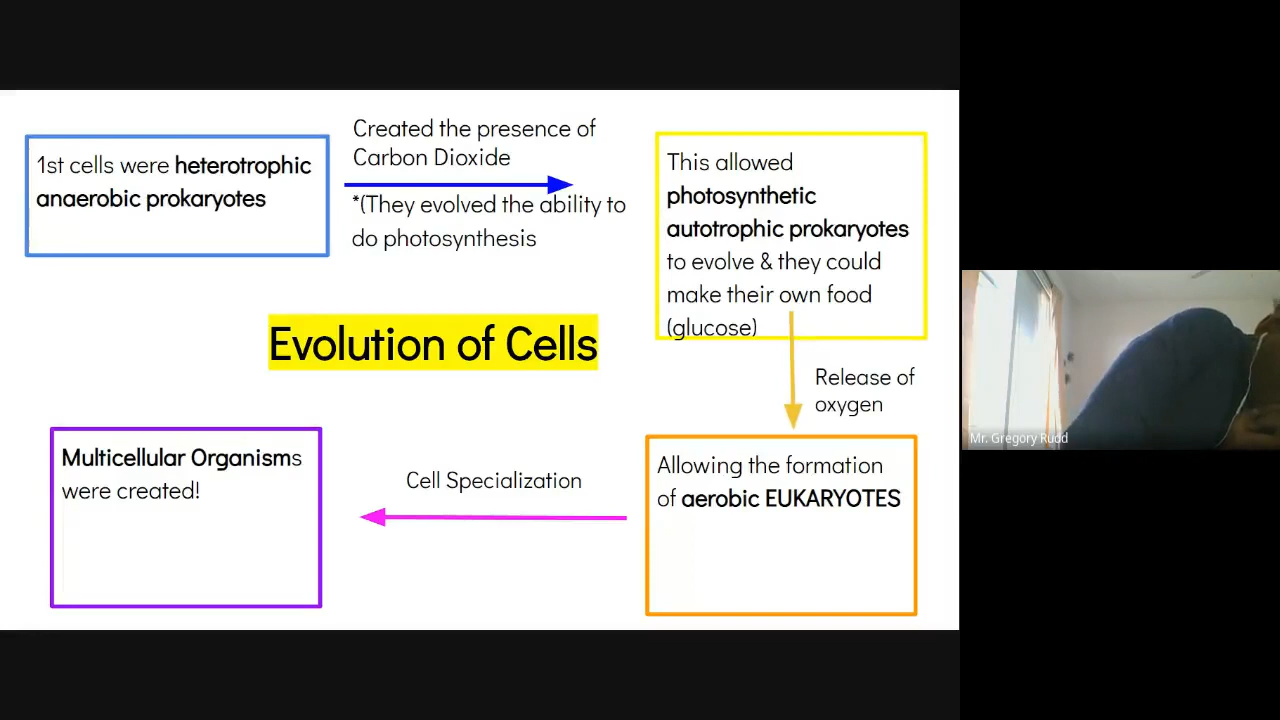 1st cells were heterotrophic
anaerobic prokaryotes
Created the presence of
Carbon Dioxide
*(They evolved the ability to
do photosynthesis
This allowed
photosynthetic
autotrophic prokaryotes
to evolve & they could
make their own food
(glucose)
Evolution of Cells
Release of
oxygen
Multicellular Organisms
were created!
Cell Specialization
Allowing the formation
of aerobic EUKARYOTES
Mr. Gregory Rudd